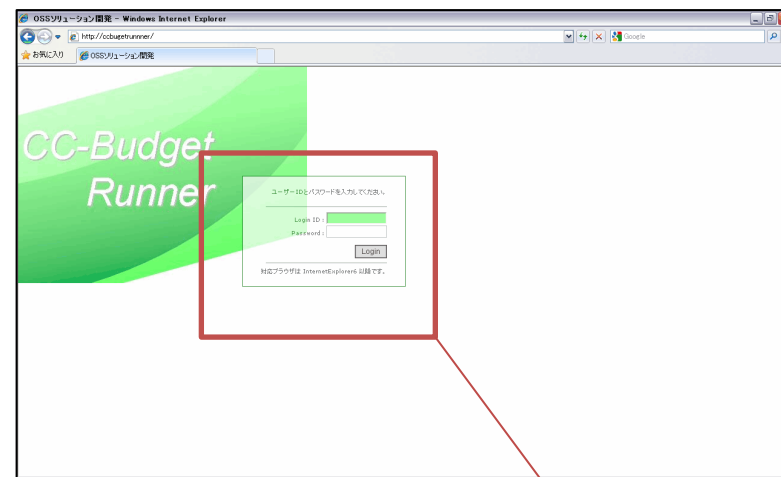 OSSソリューション開発 - Windows Internet Explorer
http://ccbugetrunnner/
Google
お気に入り
OSSソリューション開発
CC-Budget
Runner
ユーザーIDとパスワードを入力してください。
Login ID :
Password :
Login
対応ブラウザは InternetExplorer6 以降です。